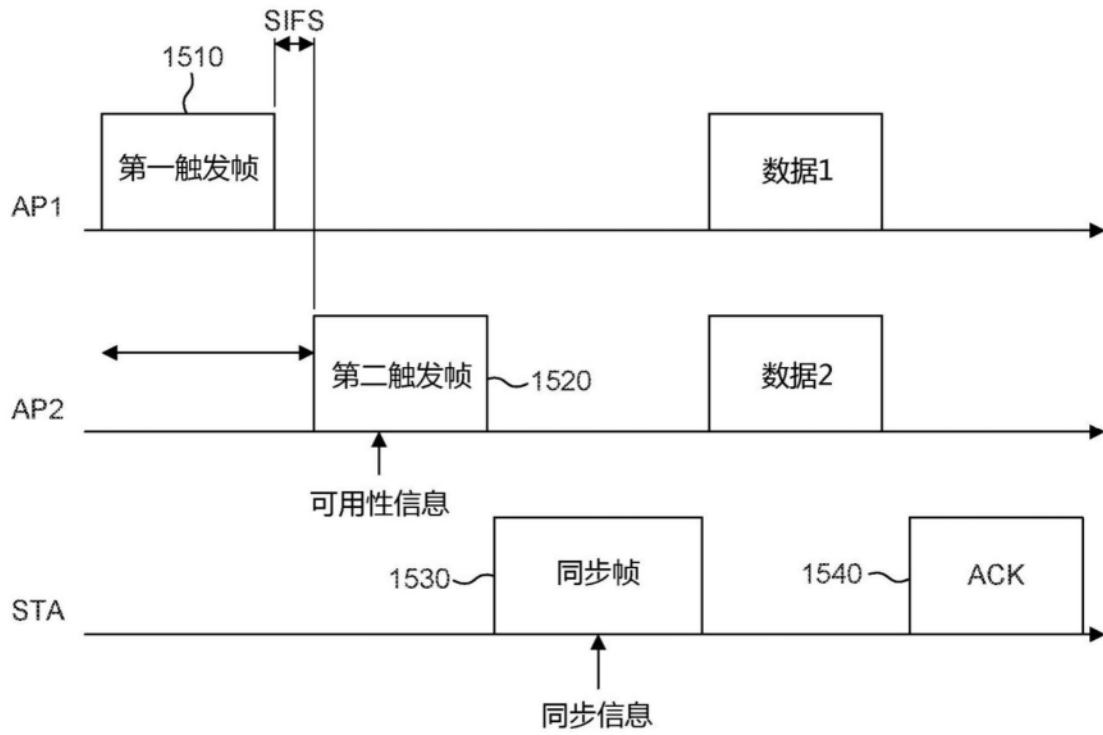 SIFS
1510
第一触发帧
数据1
AP1
第二触发帧
1520
数据2
AP2
可用性信息
1530
同步帧
1540
ACK
STA
同步信息